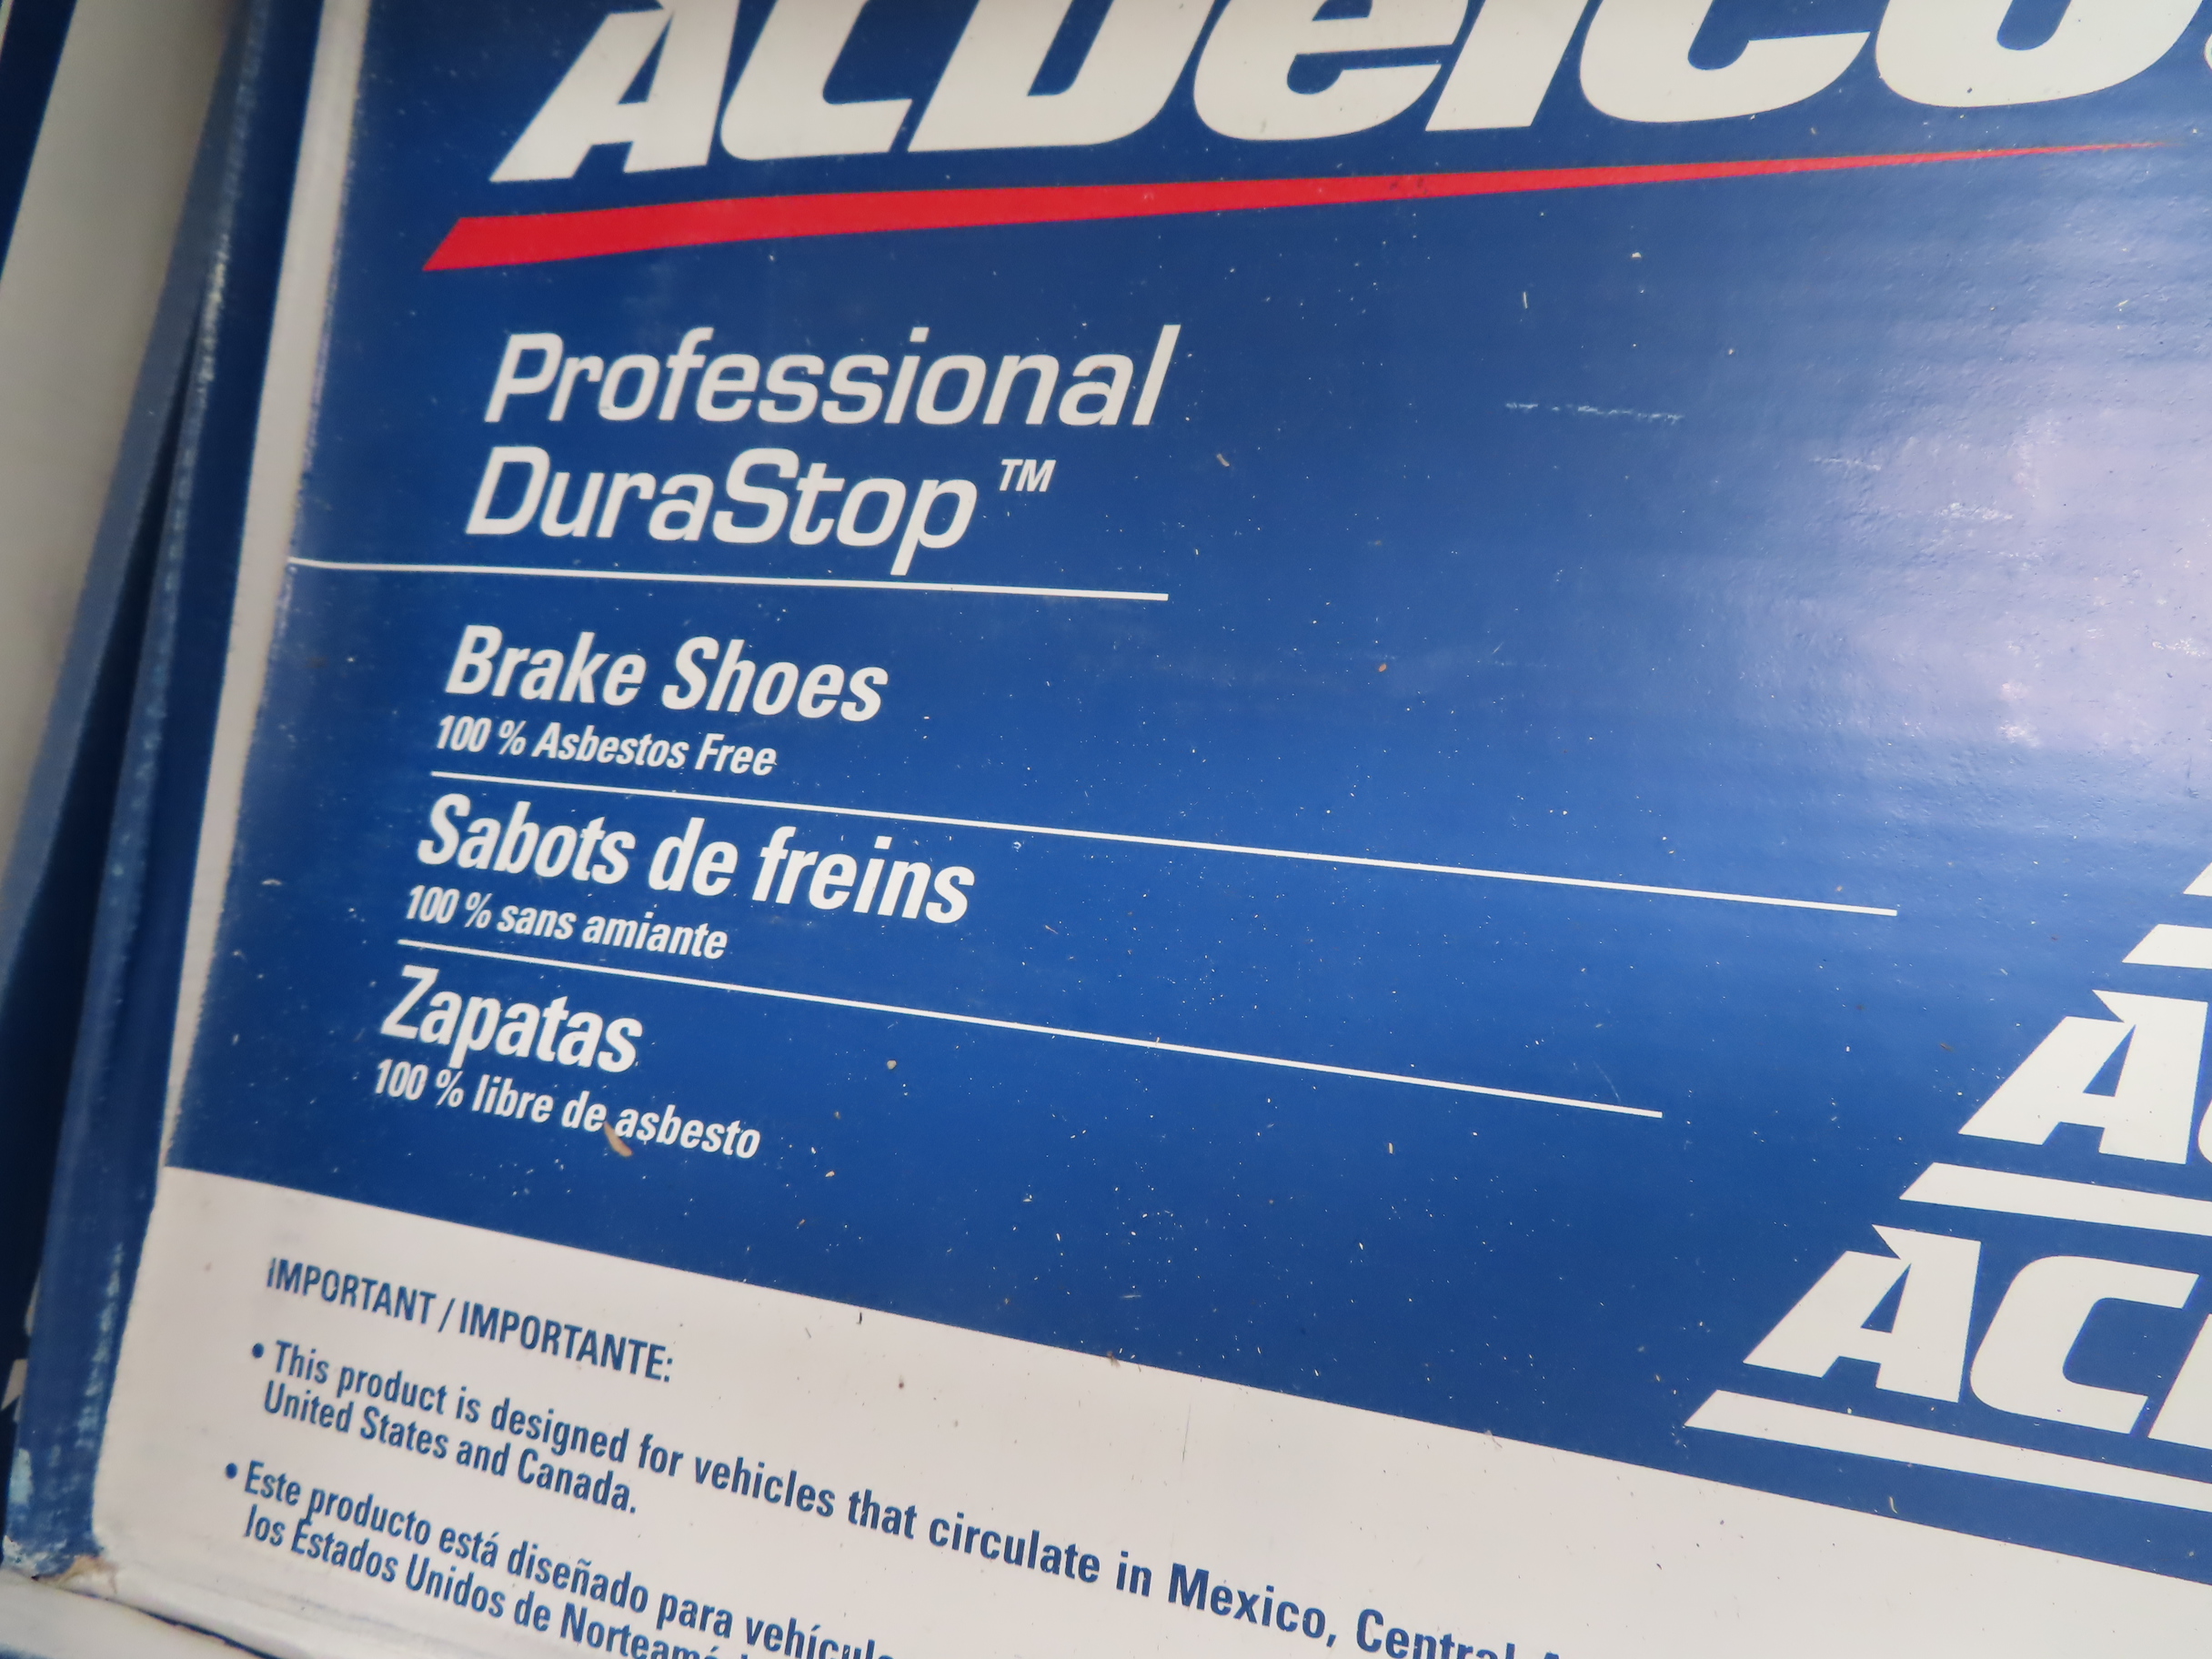 ACDelco
Professional
DuraStop™
Brake Shoes
100 % Asbestos Free
Sabots de freins
100 % sans amiante
Zapatas
100 % libre de asbesto
IMPORTANT / IMPORTANTE:
• This product is designed for vehicles that circulate in Mexico, Central
United States and Canada.
• Este producto está diseñado para
los Estados Unidos de